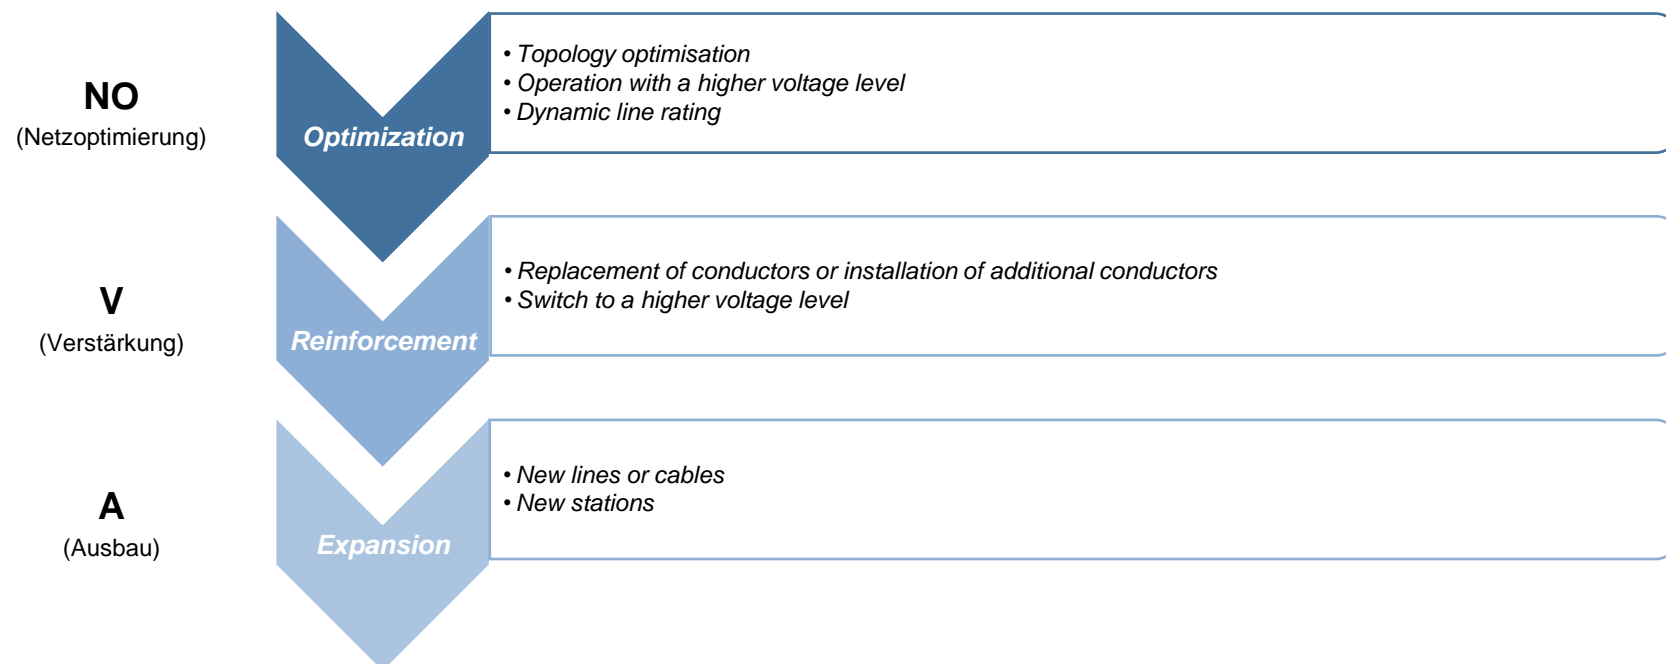 NO
(Netzoptimierung)
Optimization
• Topology optimisation
• Operation with a higher voltage level
• Dynamic line rating
V
(Verstärkung)
Reinforcement
• Replacement of conductors or installation of additional conductors
• Switch to a higher voltage level
A
(Ausbau)
Expansion
• New lines or cables
• New stations